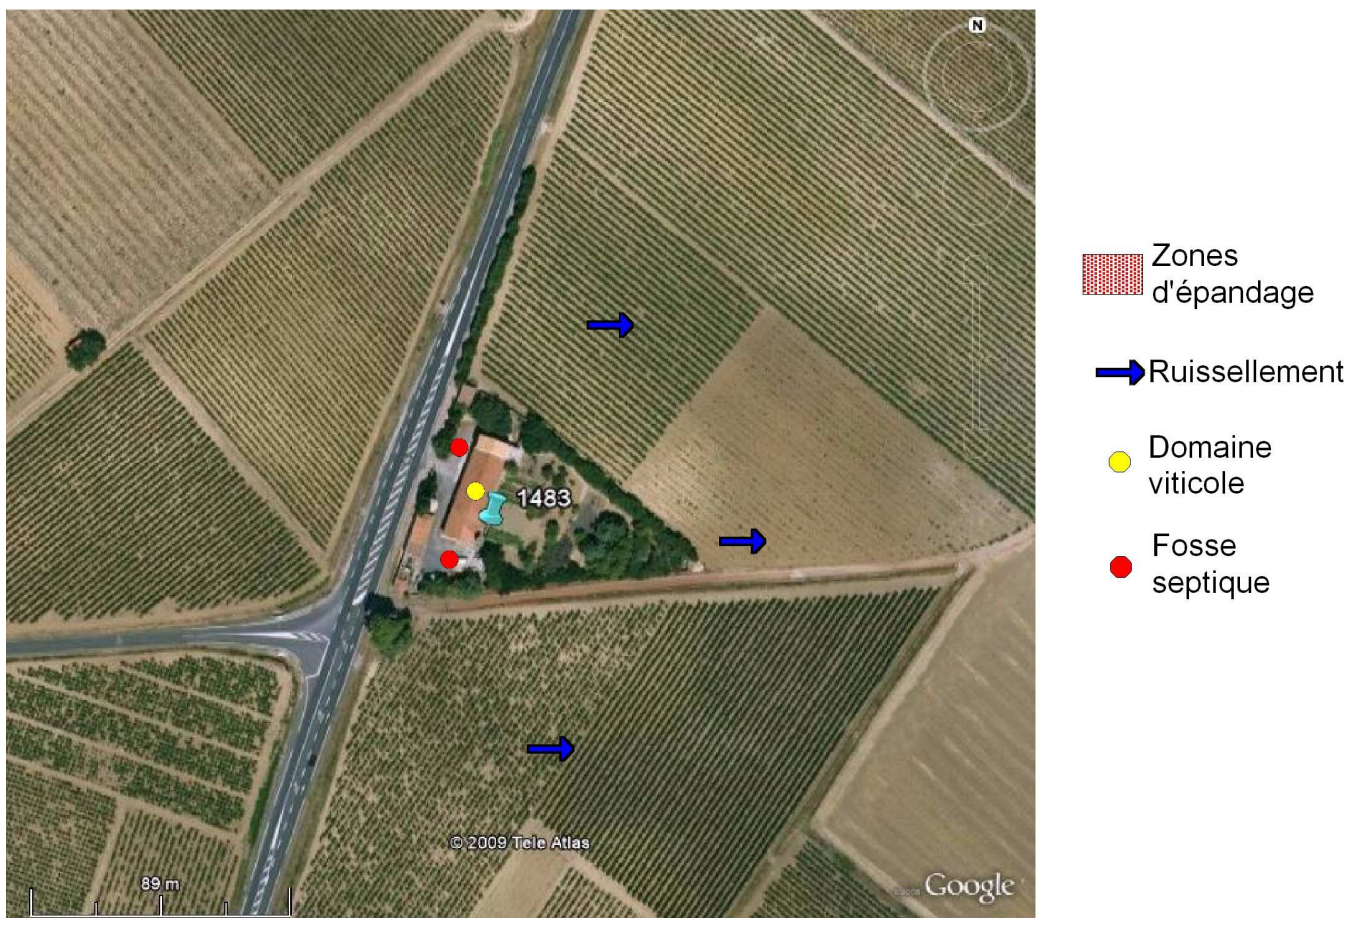 N
Zones
d'épandage
Ruissellement
Domaine
viticole
1483
Fosse
septique
© 2009 Tele Atlas
89 m
Google